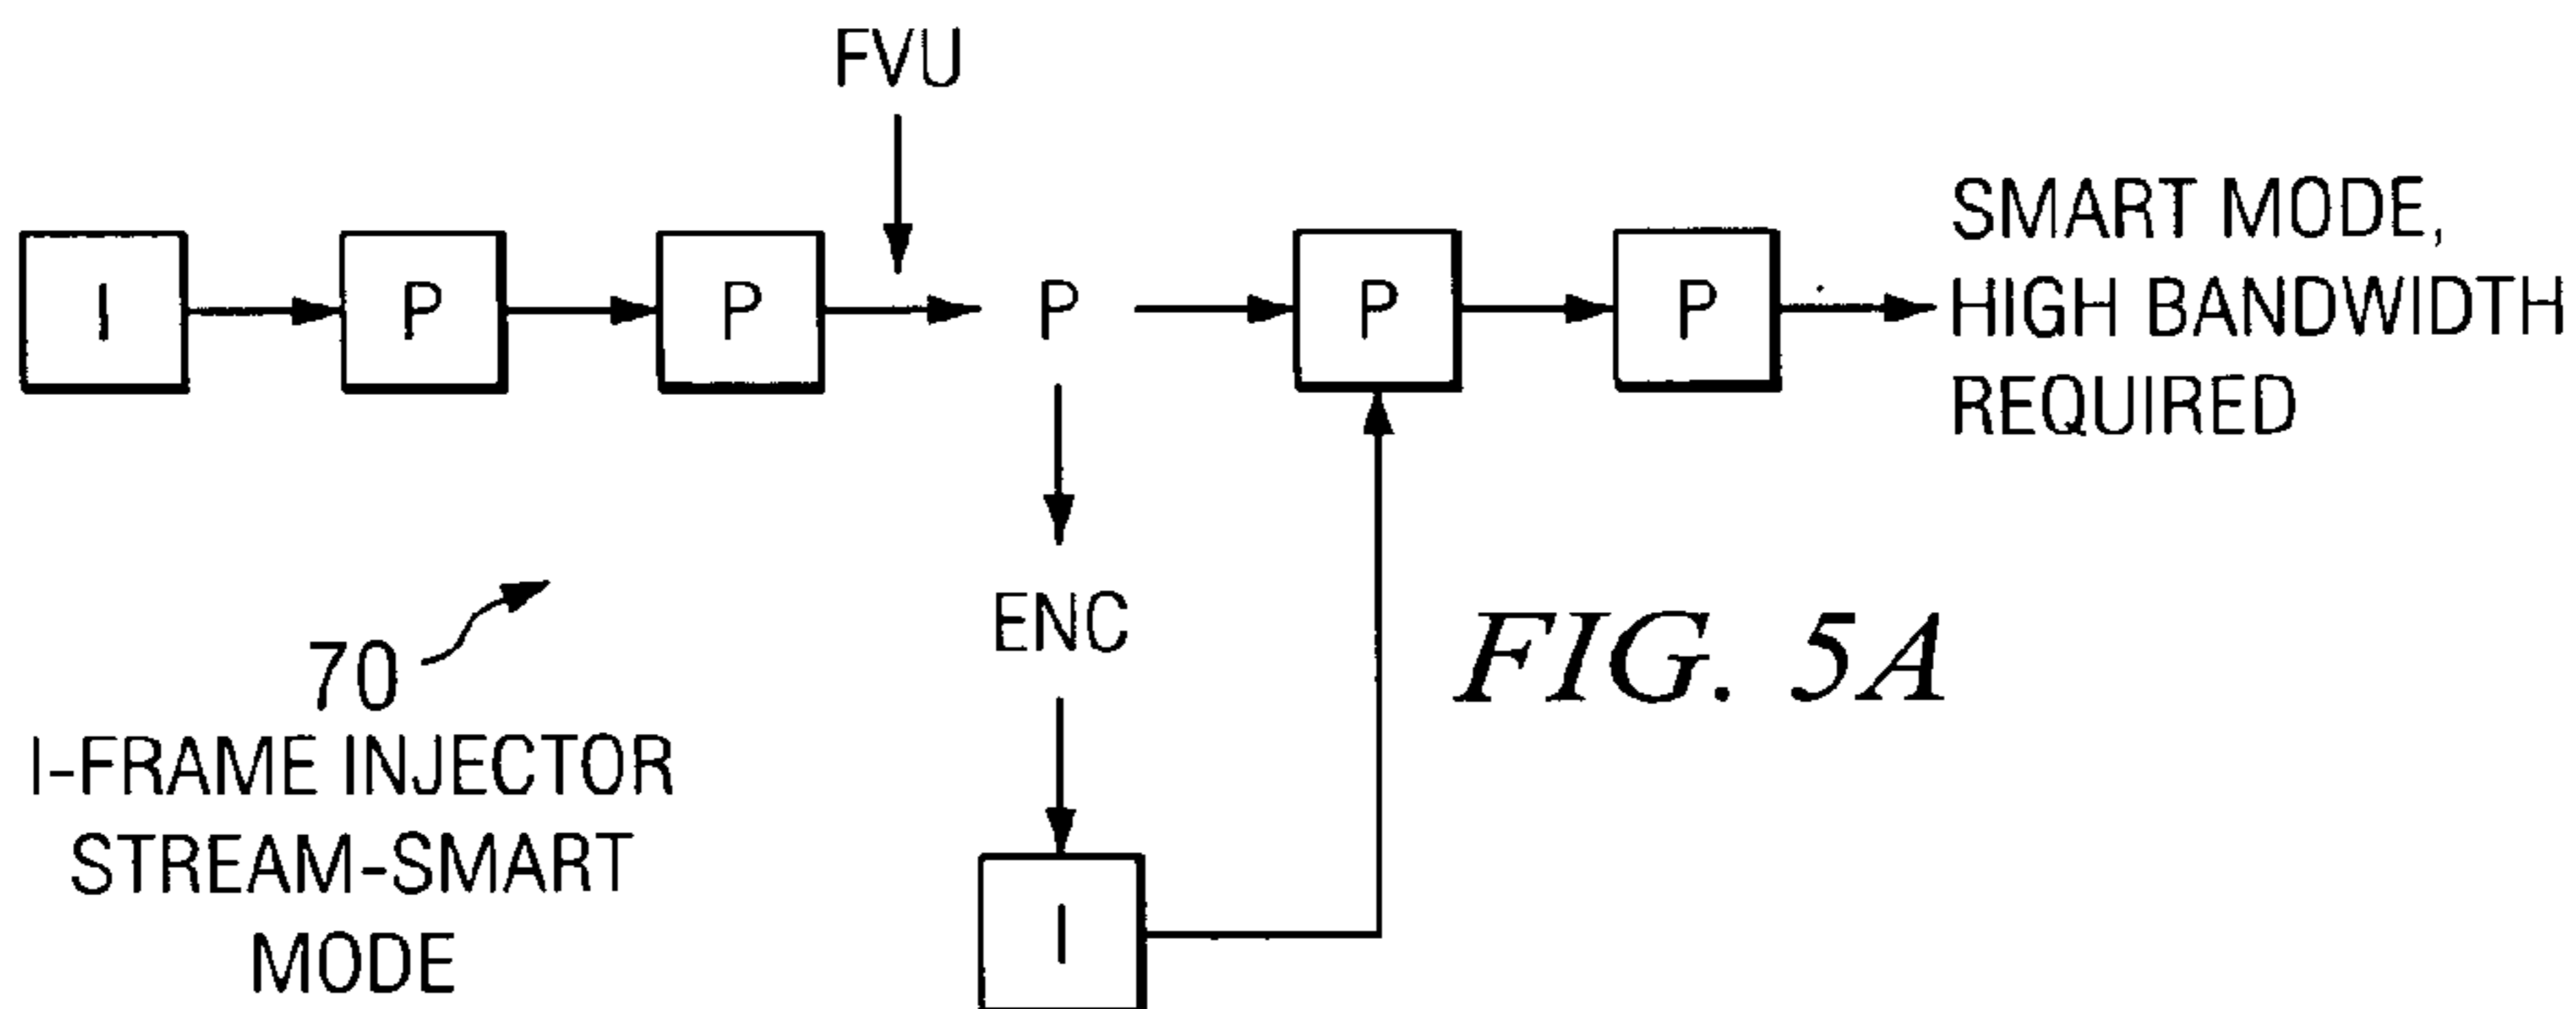 FVU
I P P P P P
SMART MODE,
HIGH BANDWIDTH
REQUIRED
ENC
I
70
I-FRAME INJECTOR
STREAM-SMART
MODE
FIG. 5A